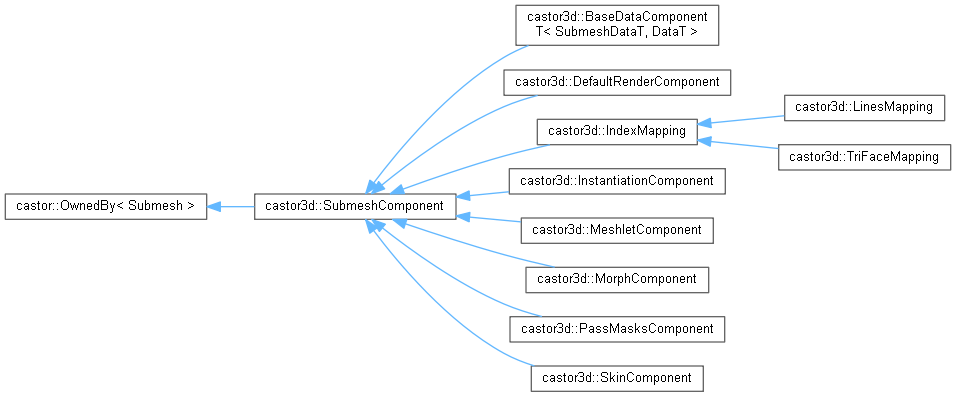 castor3d::BaseDataComponent
T< SubmeshDataT, DataT >
castor3d::DefaultRenderComponent
castor3d::LinesMapping
castor3d::IndexMapping
castor3d::TriFaceMapping
castor3d::InstantiationComponent
castor::OwnedBy< Submesh >
castor3d::SubmeshComponent
castor3d::MeshletComponent
castor3d::MorphComponent
castor3d::PassMasksComponent
castor3d::SkinComponent